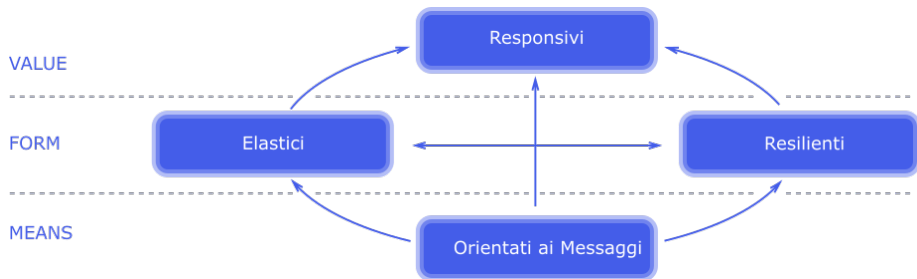 Responsivi
VALUE
FORM
Elastici
Resilienti
MEANS
Orientati ai Messaggi